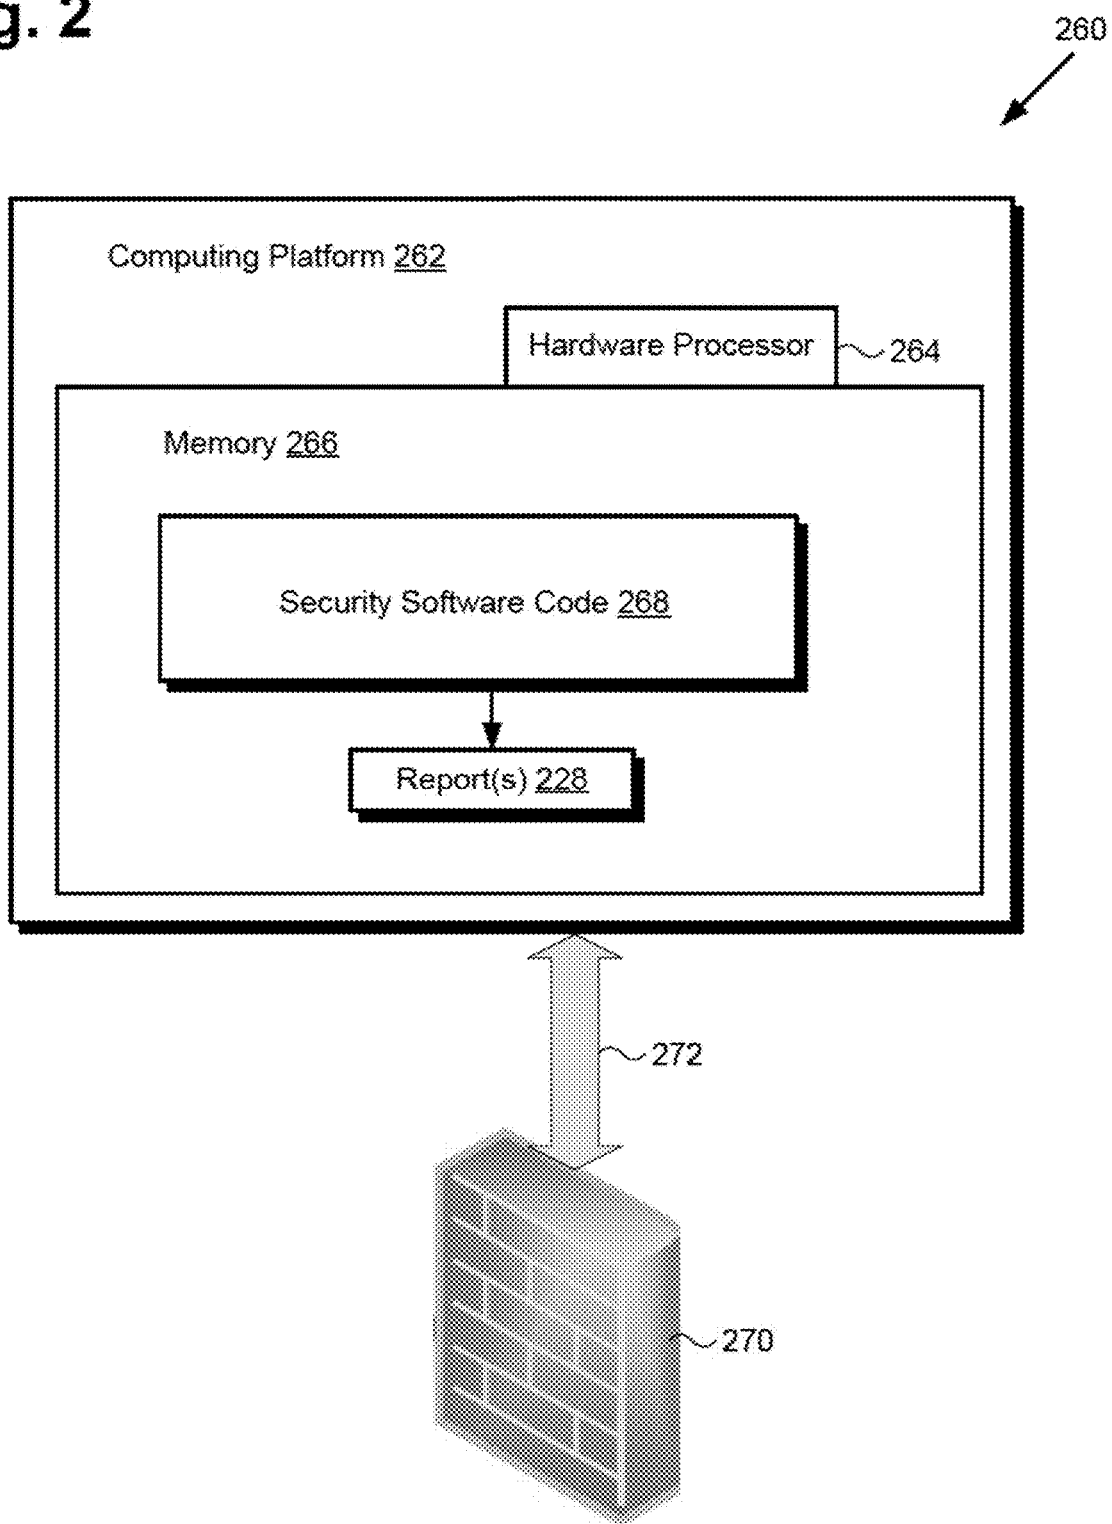 g. 2
260
Computing Platform 262
Hardware Processor
264
Memory 266
Security Software Code 268
Report(s) 228
272
270